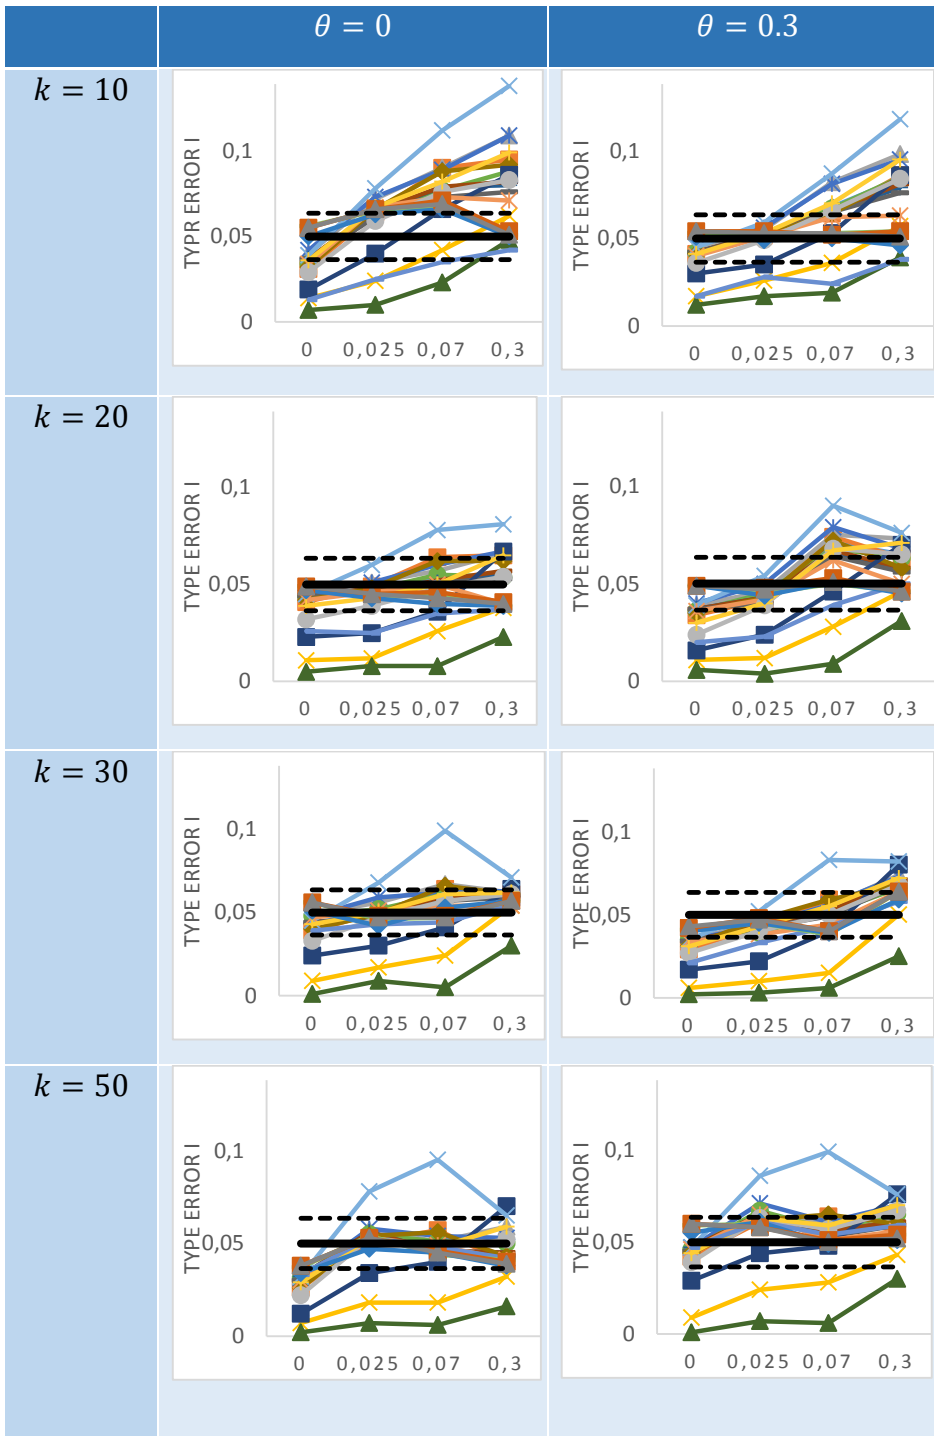 θ = 0
θ = 0.3
k = 10
TYPR ERROR I
0,1
0,05
0
0 0,025 0,07 0,3
TYPE ERROR I
0,1
0,05
0
0 0,025 0,07 0,3
k = 20
TYPE ERROR I
0,1
0,05
0
0 0,025 0,07 0,3
TYPE ERROR I
0,1
0,05
0
0 0,025 0,07 0,3
k = 30
TYPE ERROR I
0,1
0,05
0
0 0,025 0,07 0,3
TYPE ERROR I
0,1
0,05
0
0 0,025 0,07 0,3
k = 50
TYPE ERROR I
0,1
0,05
0
0 0,025 0,07 0,3
TYPE ERROR I
0,1
0,05
0
0 0,025 0,07 0,3